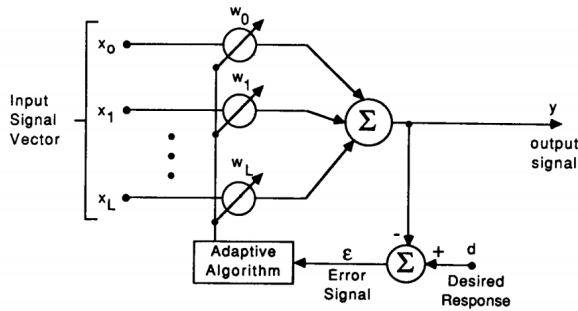 w0
x0
Input
Signal
Vector
w1
x1
Σ
y
output
signal
wL
xL
Adaptive
Algorithm
ε
Error
Signal
-
Σ
+
d
Desired
Response